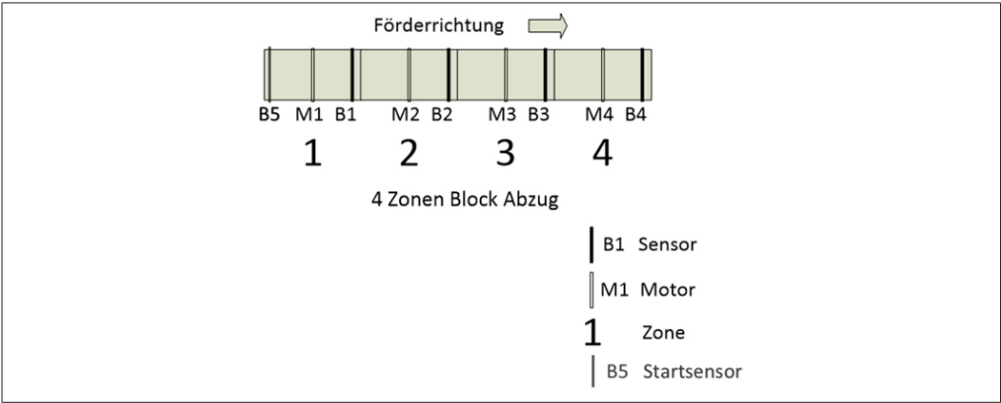 Förderrichtung
B5 M1 B1 M2 B2 M3 B3 M4 B4
1 2 3 4
4 Zonen Block Abzug
B1 Sensor
M1 Motor
1 Zone
B5 Startsensor